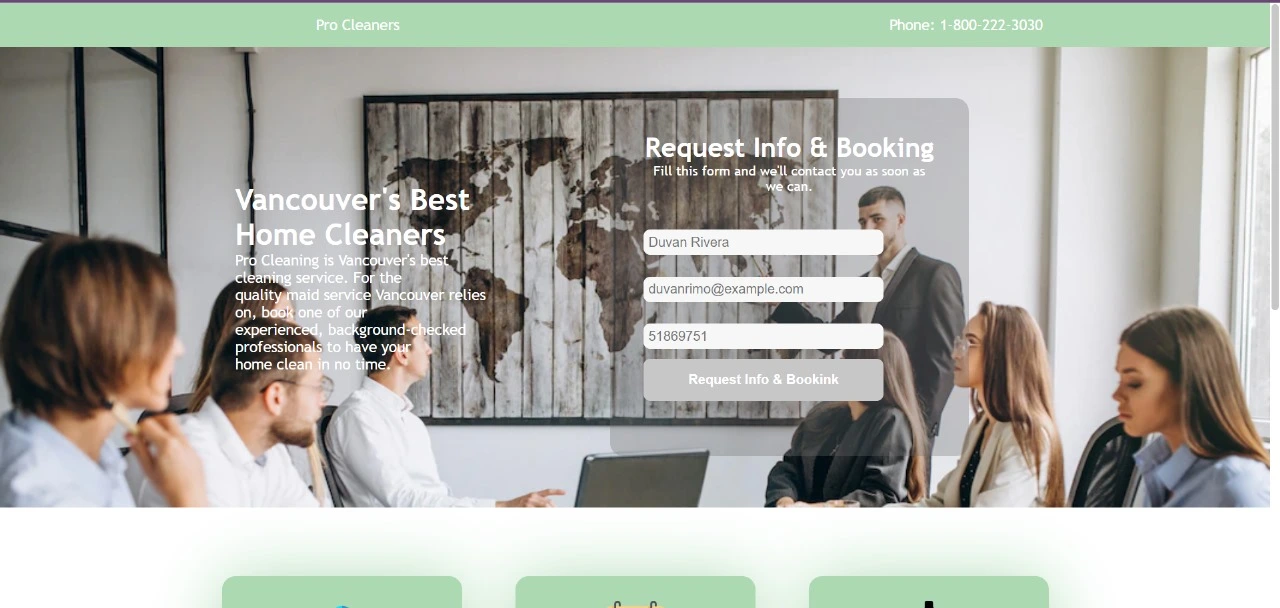 Pro Cleaners
Phone: 1-800-222-3030
Vancouver's Best
Home Cleaners
Pro Cleaning is Vancouver's best
cleaning service. For the
quality maid service Vancouver relies
on, book one of our
experienced, background-checked
professionals to have your
home clean in no time.
Request Info & Booking
Fill this form and we'll contact you as soon as
we can.
Duvan Rivera
duvanrimo@example.com
51869751
Request Info & Bookink